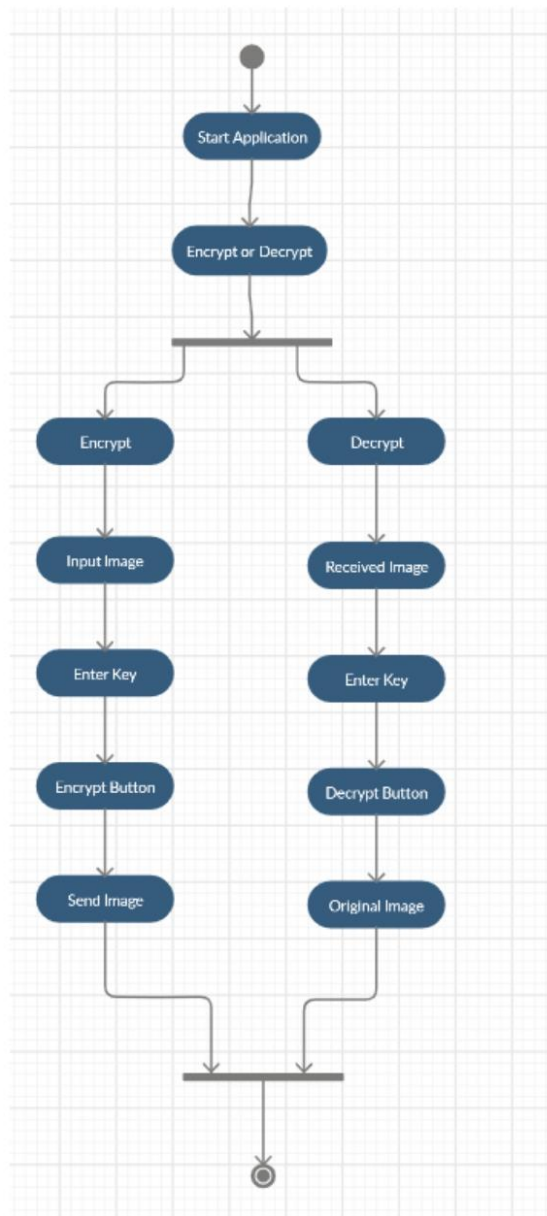 Start Application
Encrypt or Decrypt
Encrypt
Decrypt
Input Image
Received Image
Enter Key
Enter Key
Encrypt Button
Decrypt Button
Send Image
Original Image